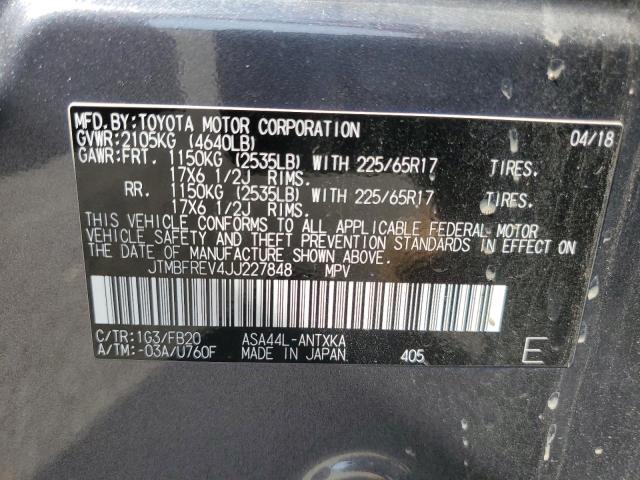 MFD.BY:TOYOTA MOTOR CORPORATION 04/18
GVWR:2105KG (4640LB)
GAWR:FRT. 1150KG (2535LB) WITH 225/65R17 TIRES.
17X6 1/2J RIMS.
RR. 1150KG (2535LB) WITH 225/65R17 TIRES.
17X6 1/2J RIMS.
THIS VEHICLE CONFORMS TO ALL APPLICABLE FEDERAL MOTOR
VEHICLE SAFETY AND THEFT PREVENTION STANDARDS IN EFFECT ON
THE DATE OF MANUFACTURE SHOWN ABOVE.
JTMBFREV4JJ227848 MPV
C/TR:1G3/FB20 ASA44L-ANTXKA
A/TM:-03A/U760F MADE IN JAPAN 405 E